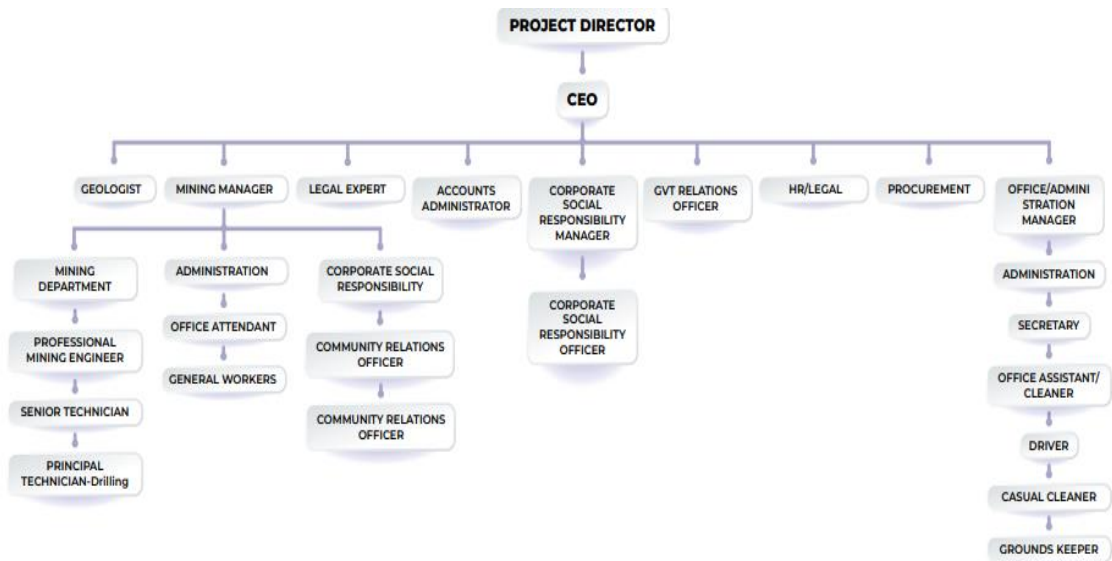 PROJECT DIRECTOR
CEO
GEOLOGIST
MINING MANAGER
LEGAL EXPERT
ACCOUNTS
ADMINISTRATOR
CORPORATE
SOCIAL
RESPONSIBILITY
MANAGER
GVT RELATIONS
OFFICER
HR/LEGAL
PROCUREMENT
OFFICE/ADMINI
STRATION
MANAGER
MINING
DEPARTMENT
PROFESSIONAL
MINING ENGINEER
SENIOR TECHNICIAN
PRINCIPAL
TECHNICIAN-Drilling
ADMINISTRATION
OFFICE ATTENDANT
GENERAL WORKERS
CORPORATE SOCIAL
RESPONSIBILITY
COMMUNITY RELATIONS
OFFICER
COMMUNITY RELATIONS
OFFICER
CORPORATE
SOCIAL
RESPONSIBILITY
OFFICER
ADMINISTRATION
SECRETARY
OFFICE ASSISTANT/
CLEANER
DRIVER
CASUAL CLEANER
GROUNDS KEEPER